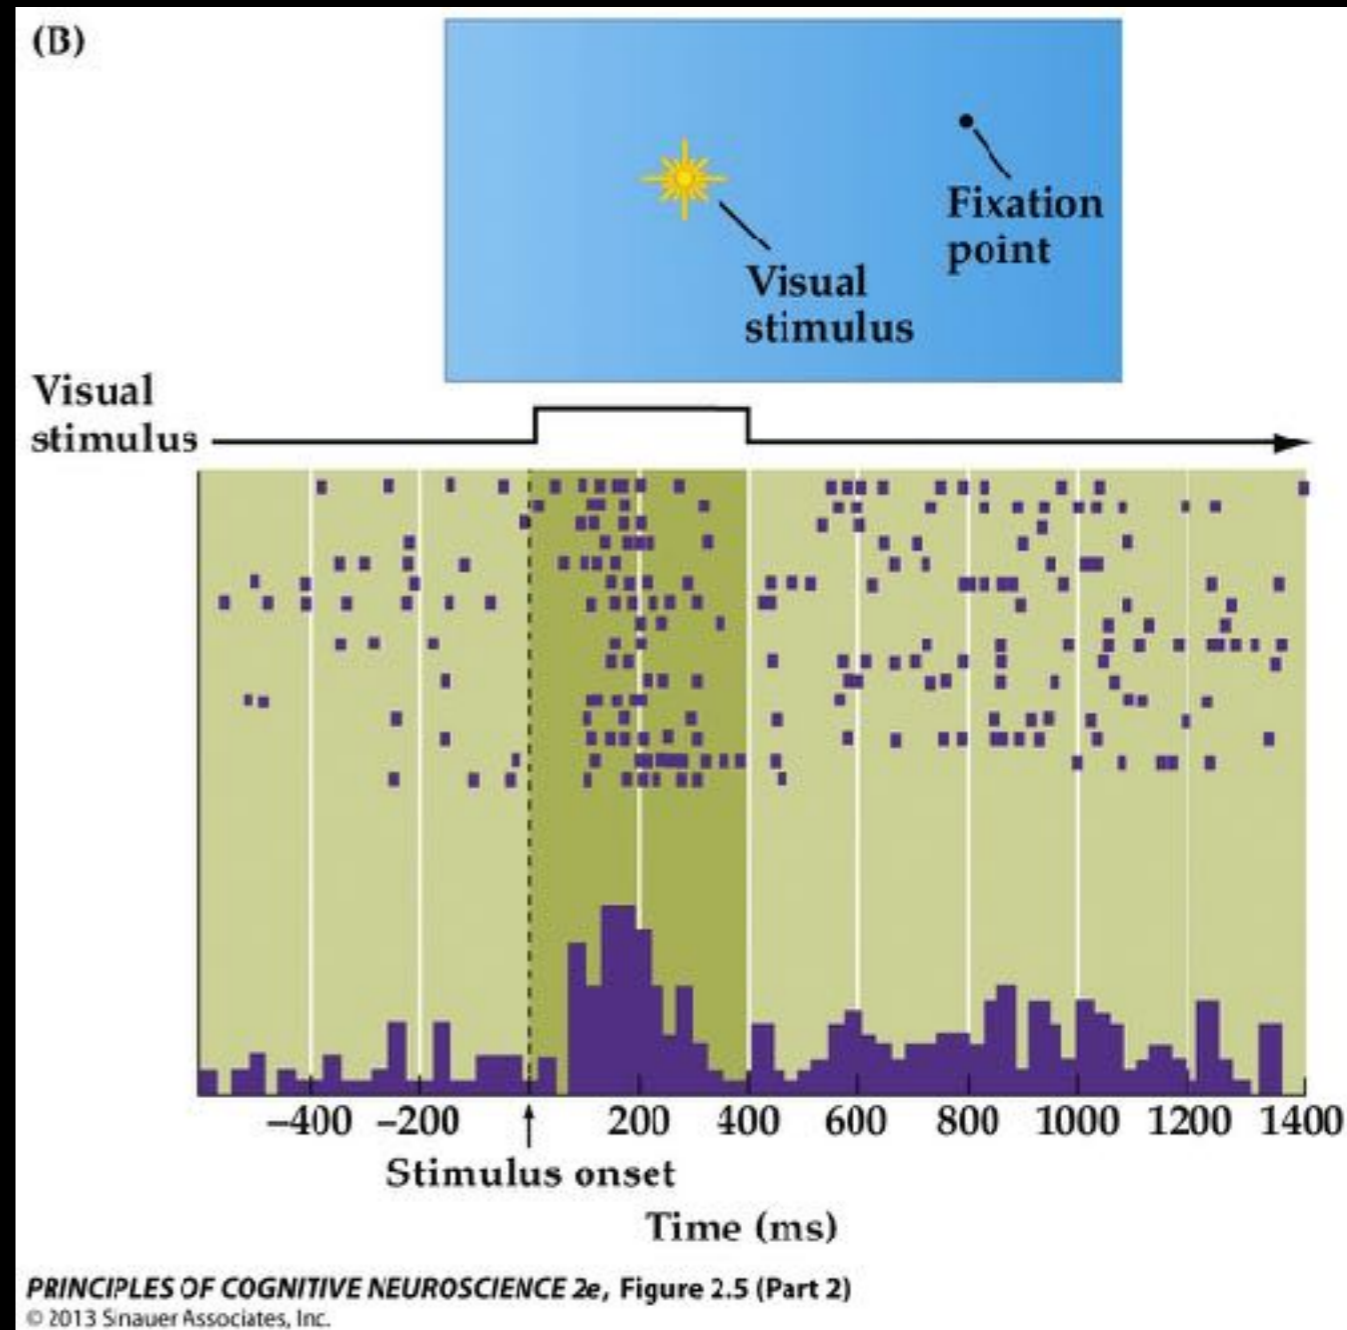 (B)
Fixation
point
Visual
stimulus
Visual
stimulus
–400 –200 200 400 600 800 1000 1200 1400
Stimulus onset
Time (ms)
PRINCIPLES OF COGNITIVE NEUROSCIENCE 2e, Figure 2.5 (Part 2)
© 2013 Sinauer Associates, Inc.